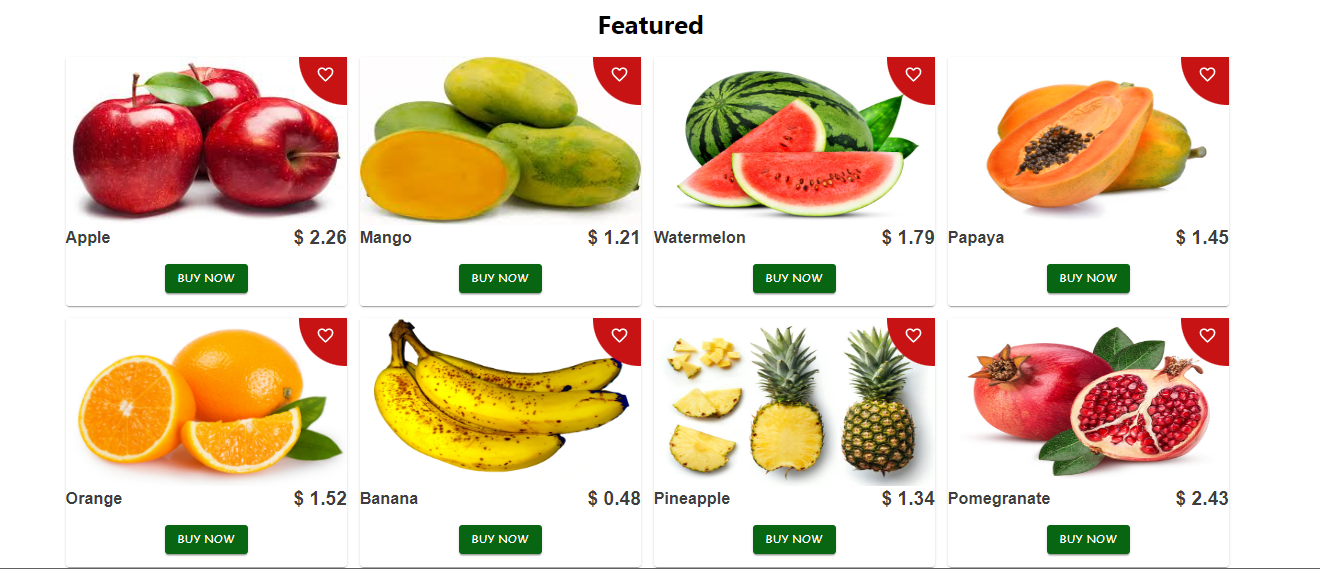 Featured
Apple $ 2.26
Mango $ 1.21
Watermelon $ 1.79
Papaya $ 1.45
BUY NOW
BUY NOW
BUY NOW
BUY NOW
Orange $ 1.52
Banana $ 0.48
Pineapple $ 1.34
Pomegranate $ 2.43
BUY NOW
BUY NOW
BUY NOW
BUY NOW